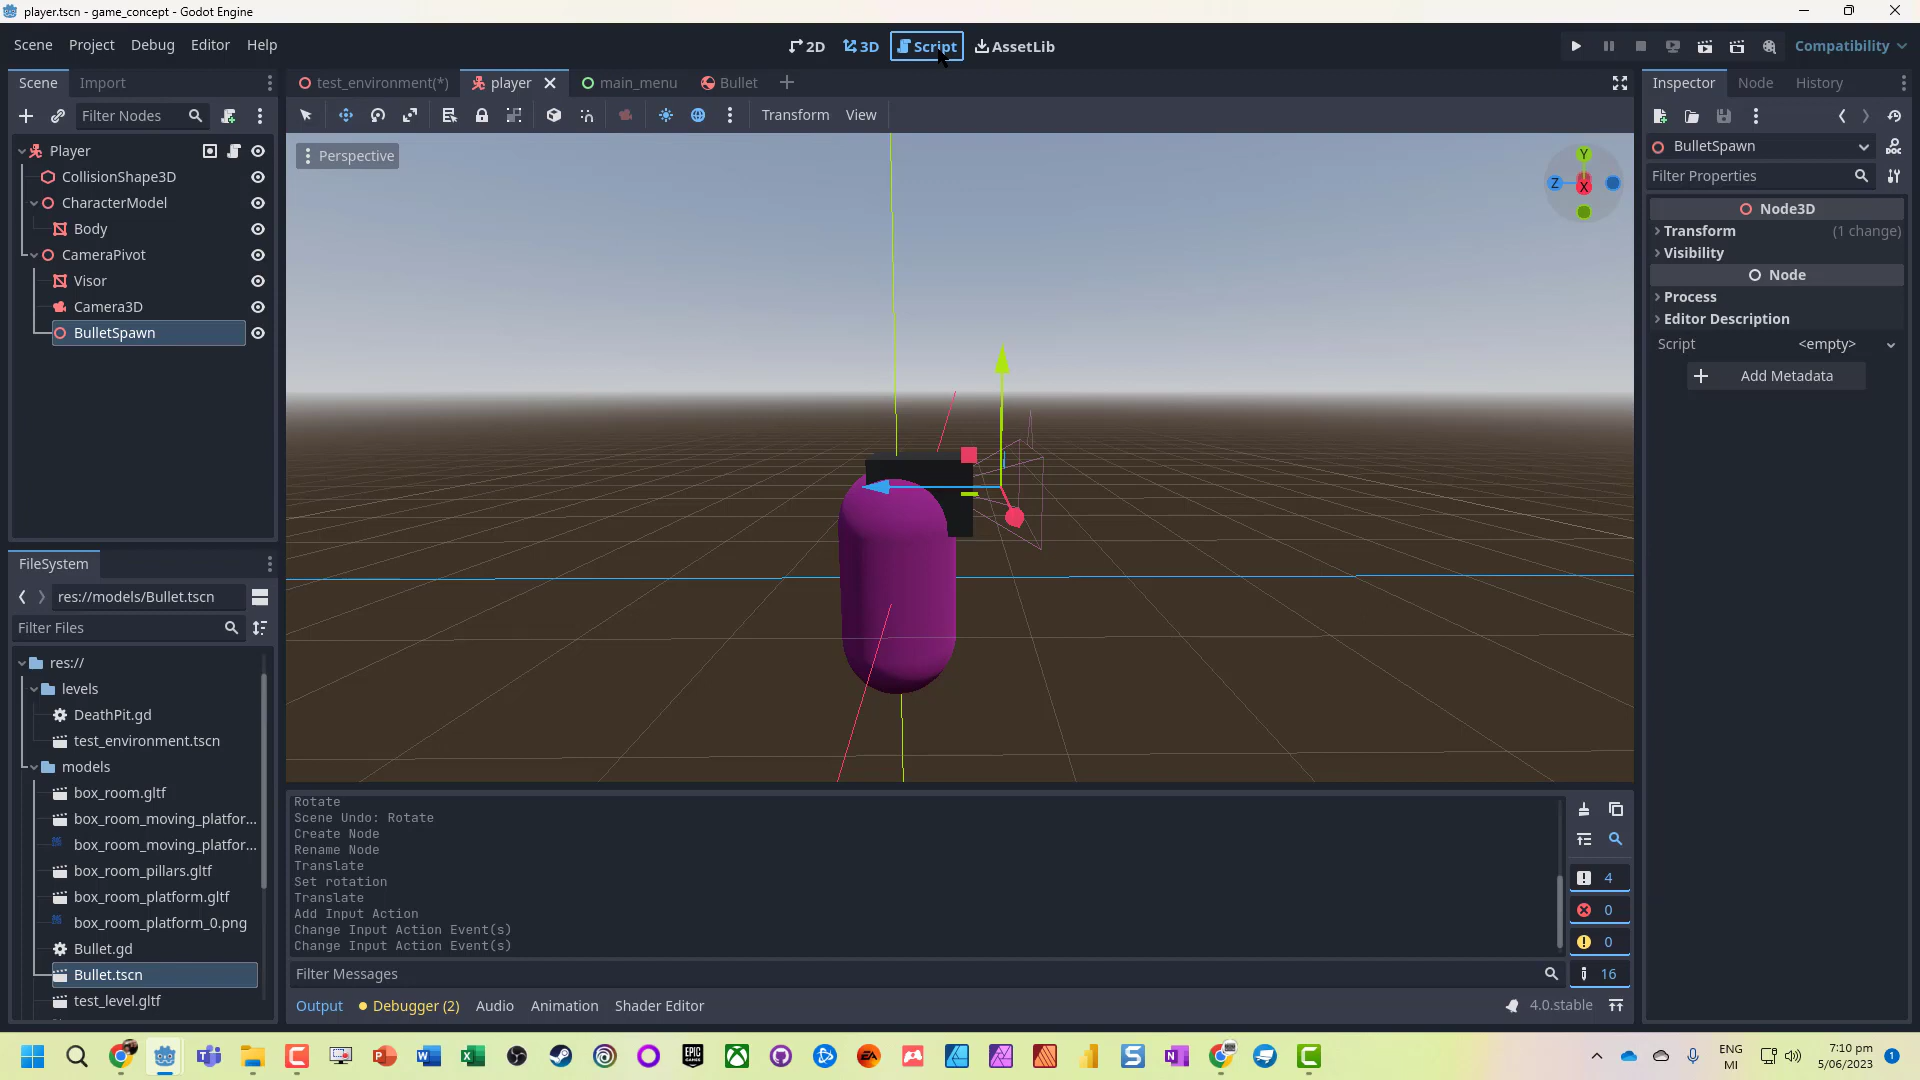 player.tscn - game_concept - Godot Engine
Scene Project Debug Editor Help
2D 3D Script AssetLib
Compatibility
Scene Import
test_environment(*) player main_menu Bullet
Inspector Node History
Filter Nodes
Transform View
Player
CollisionShape3D
CharacterModel
Body
CameraPivot
Visor
Camera3D
BulletSpawn
Perspective
Y
Z
X
BulletSpawn
Filter Properties
Node3D
Transform (1 change)
Visibility
Node
Process
Editor Description
Script <empty>
Add Metadata
FileSystem
res://models/Bullet.tscn
Filter Files
res://
levels
DeathPit.gd
test_environment.tscn
models
box_room.gltf
box_room_moving_platfor...
box_room_moving_platfor...
box_room_pillars.gltf
box_room_platform.gltf
box_room_platform_0.png
Bullet.gd
Bullet.tscn
test_level.gltf
Rotate
Scene Undo: Rotate
Create Node
Rename Node
Translate
Set rotation
Translate
Add Input Action
Change Input Action Event(s)
Change Input Action Event(s)
4
0
0
16
Filter Messages
Output Debugger (2) Audio Animation Shader Editor
4.0.stable
ENG
MI
7:10 pm
5/06/2023
1